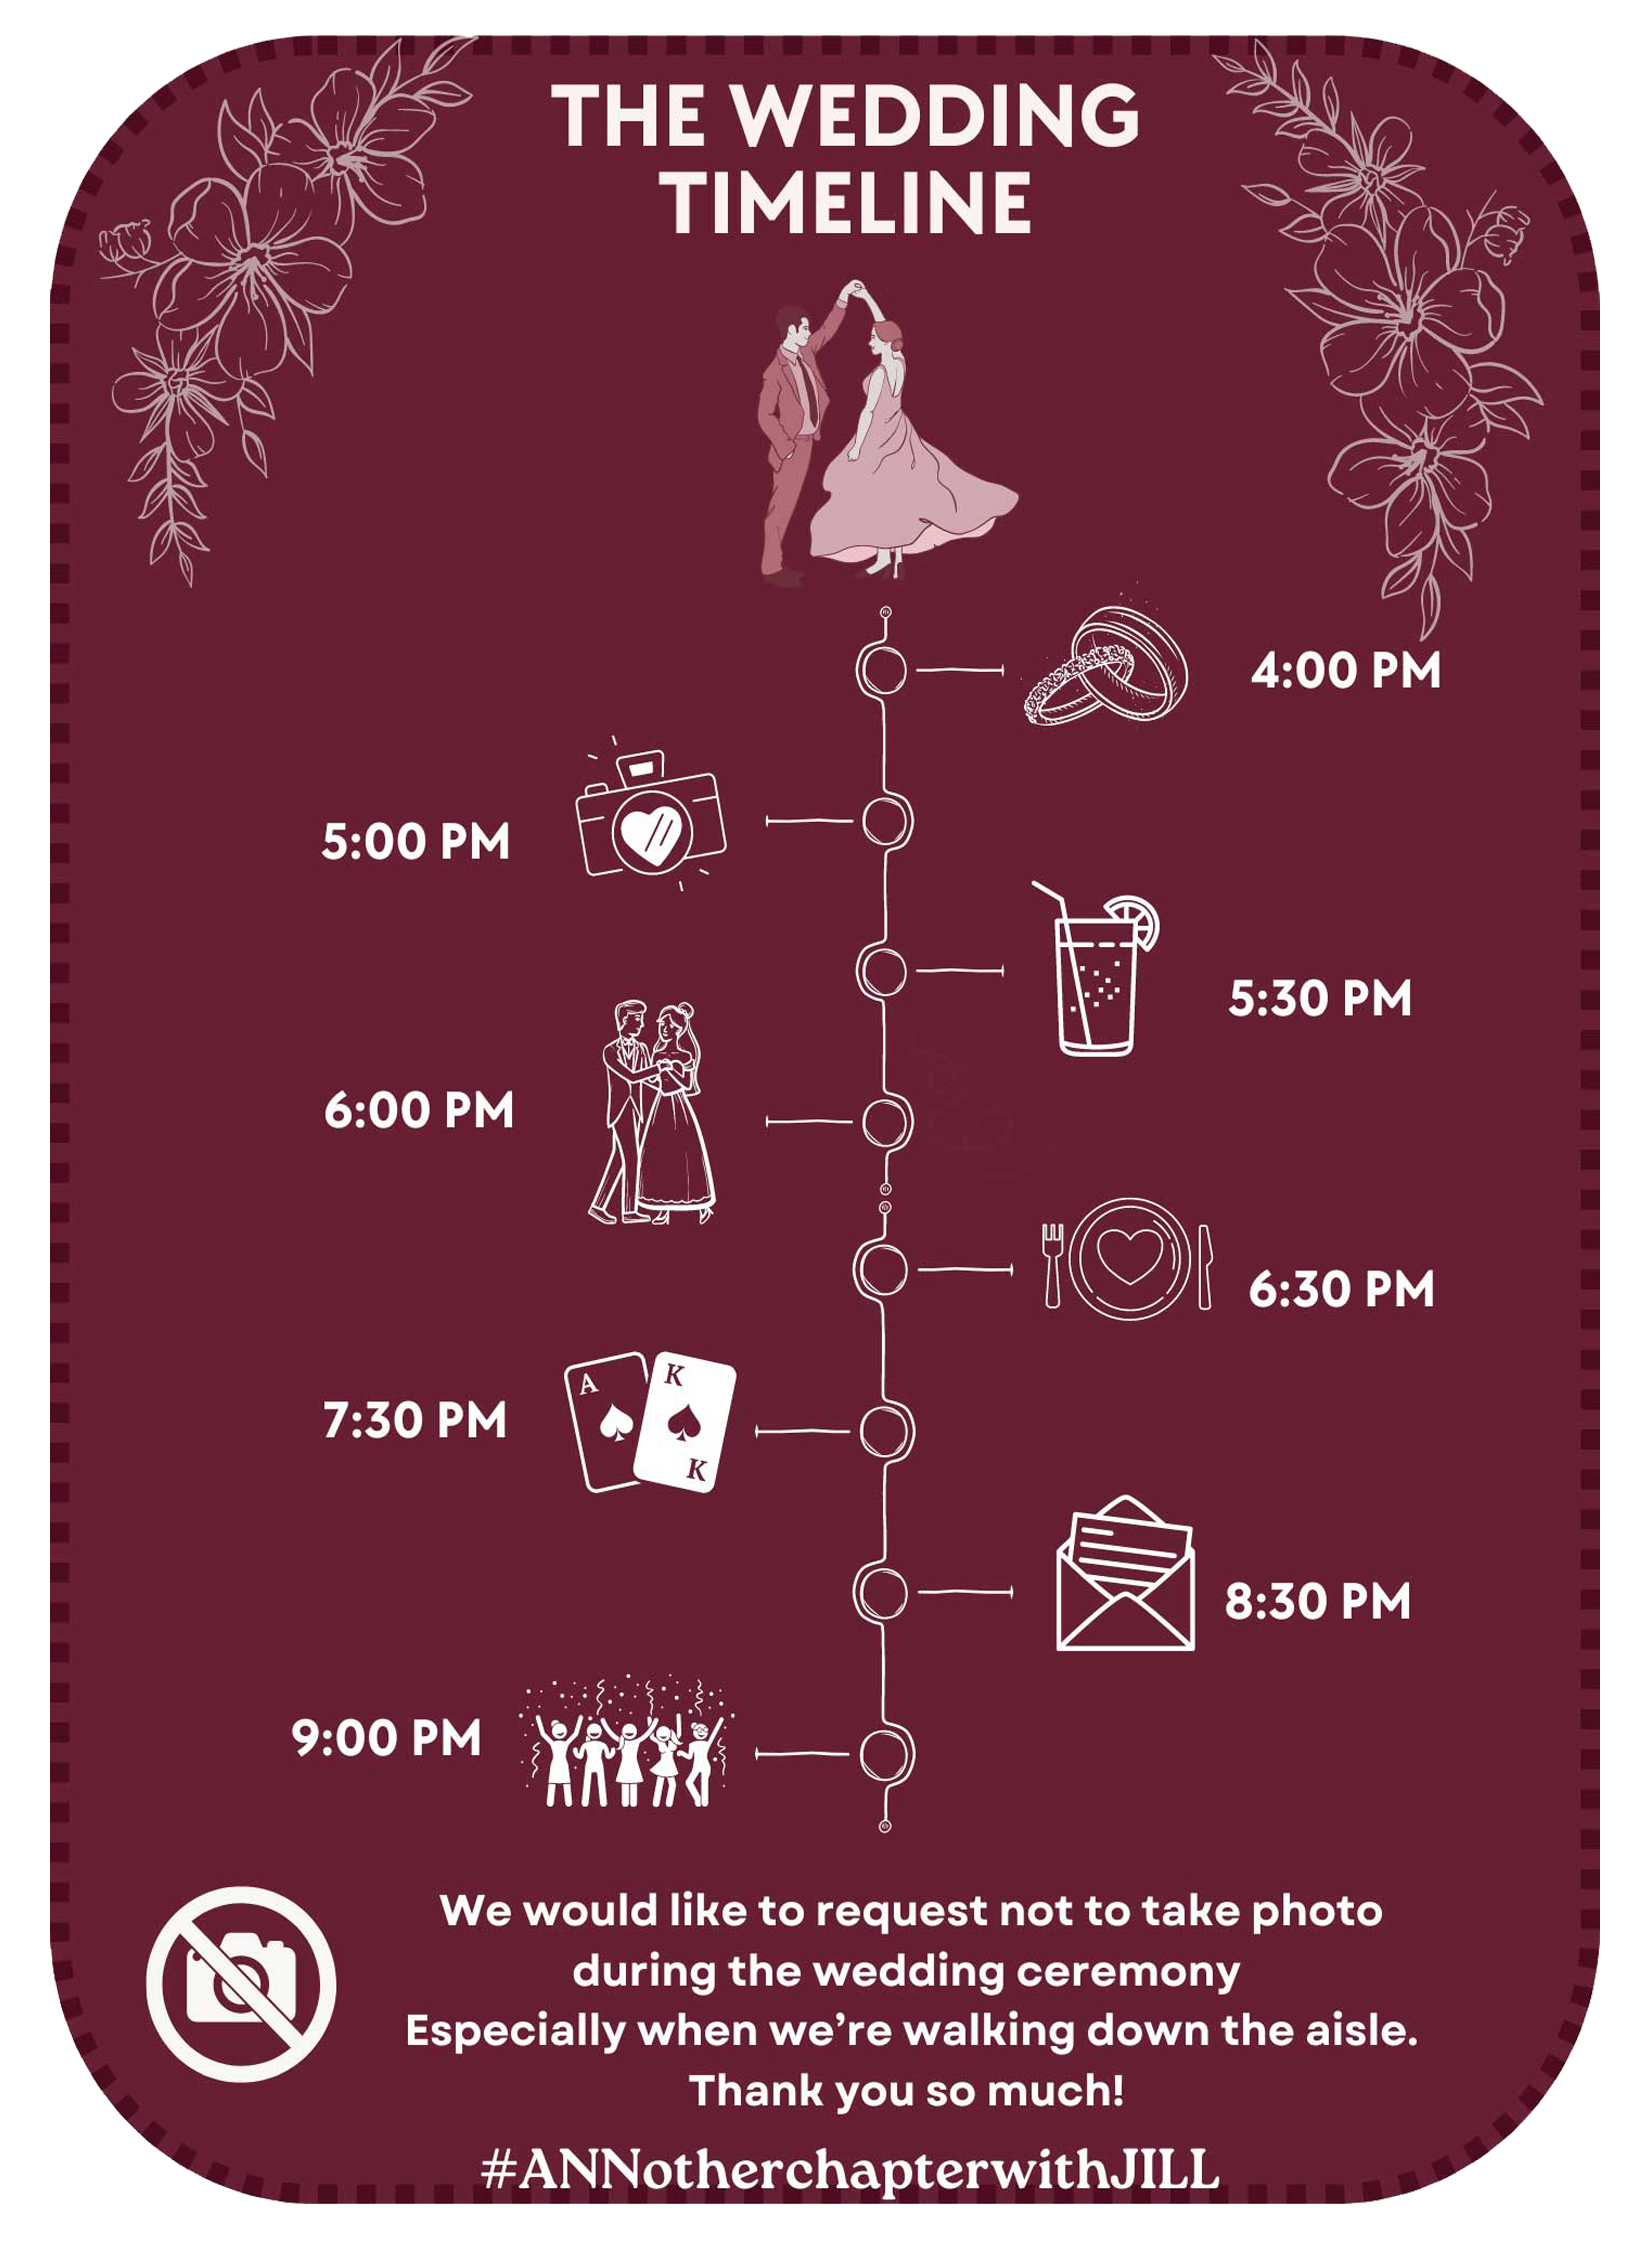 THE WEDDING
TIMELINE
4:00 PM
5:00 PM
5:30 PM
6:00 PM
6:30 PM
A
K
K
7:30 PM
8:30 PM
9:00 PM
We would like to request not to take photo
during the wedding ceremony
Especially when we’re walking down the aisle.
Thank you so much!
#ANNotherchapterwithJILL